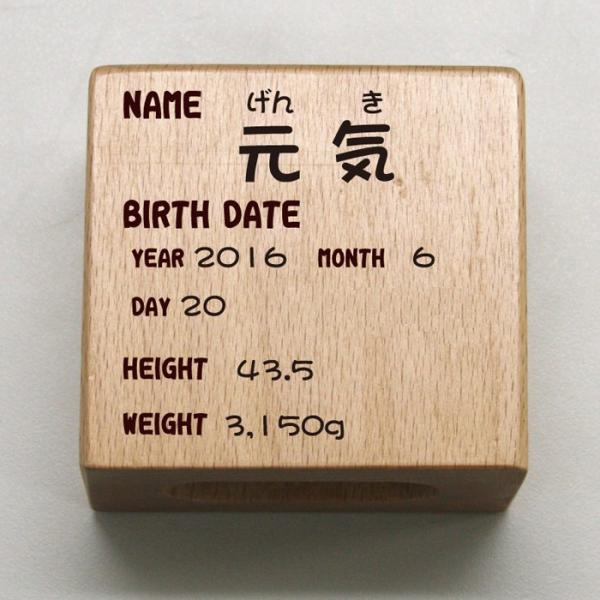 げん き
NAME 元気
BIRTH DATE
YEAR 2016 MONTH 6
DAY 20
HEIGHT 43.5
WEIGHT 3,150g